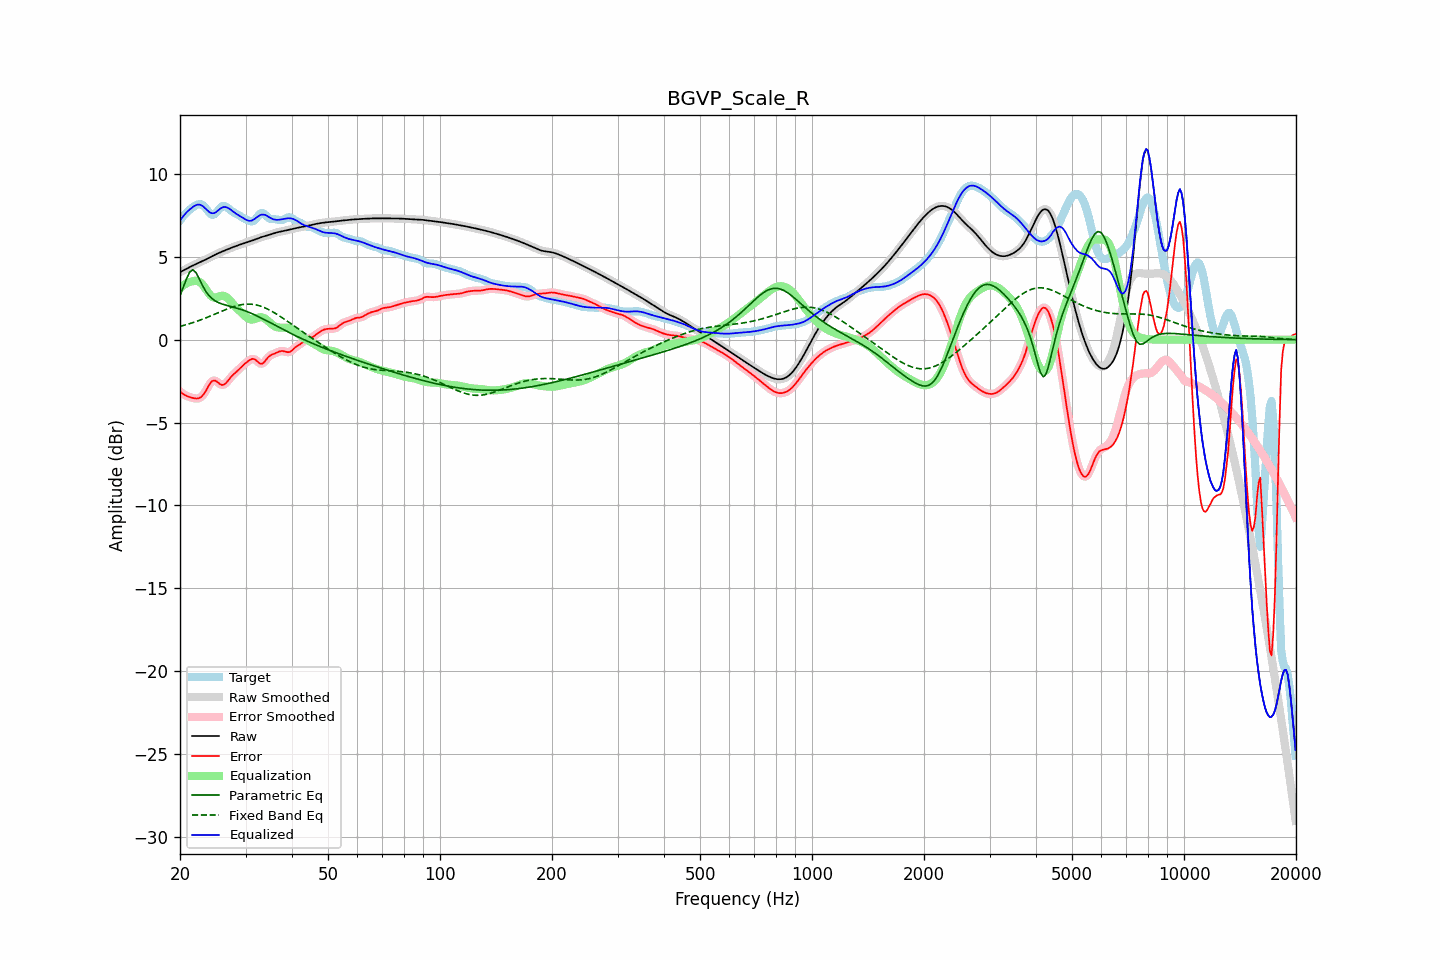 BGVP_Scale_R
10
5
0
−5
−10
−15
−20
−25
−30
Amplitude (dBr)
Target
Raw Smoothed
Error Smoothed
Raw
Error
Equalization
Parametric Eq
Fixed Band Eq
Equalized
20 50 100 200 500 1000 2000 5000 10000 20000
Frequency (Hz)